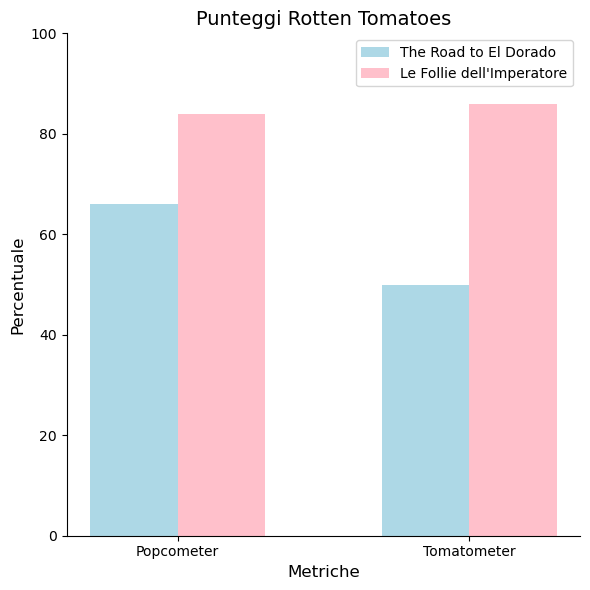 Punteggi Rotten Tomatoes
The Road to El Dorado
Le Follie dell'Imperatore
Percentuale
100
80
60
40
20
0
Popcometer
Tomatometer
Metriche